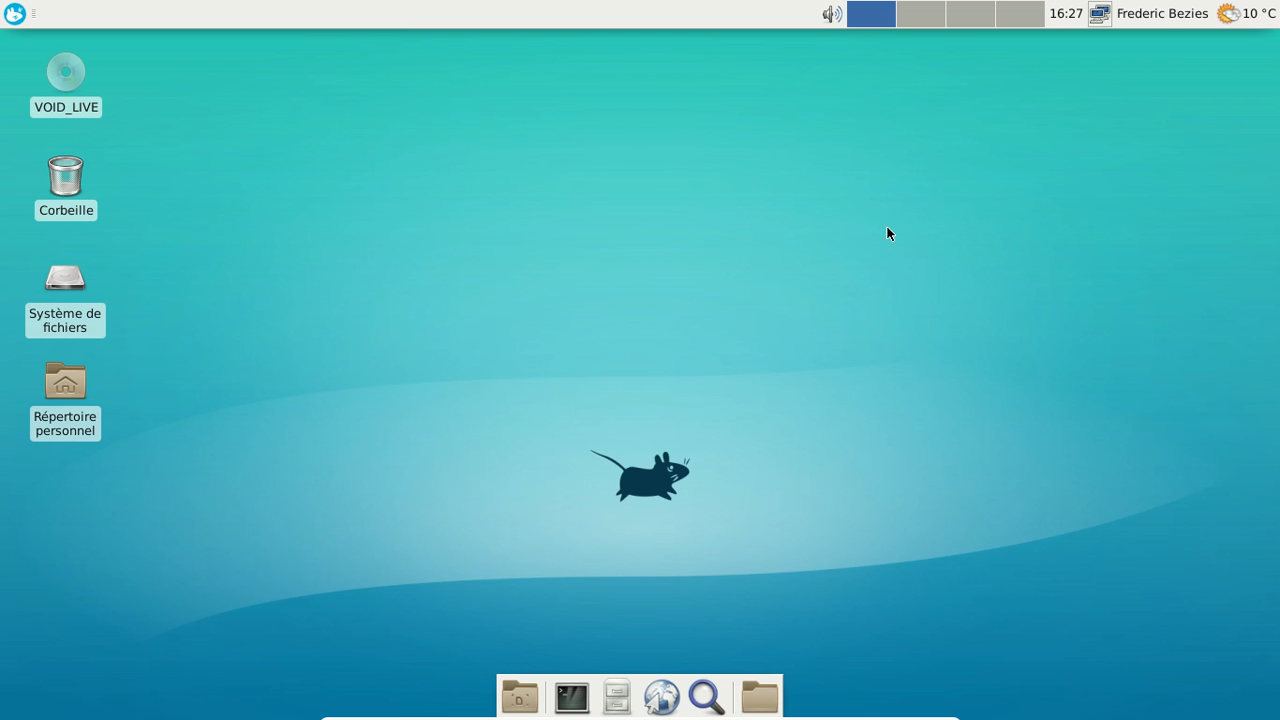 16:27 Frederic Bezies 10 °C
VOID_LIVE
Corbeille
Système de
fichiers
Répertoire
personnel
D